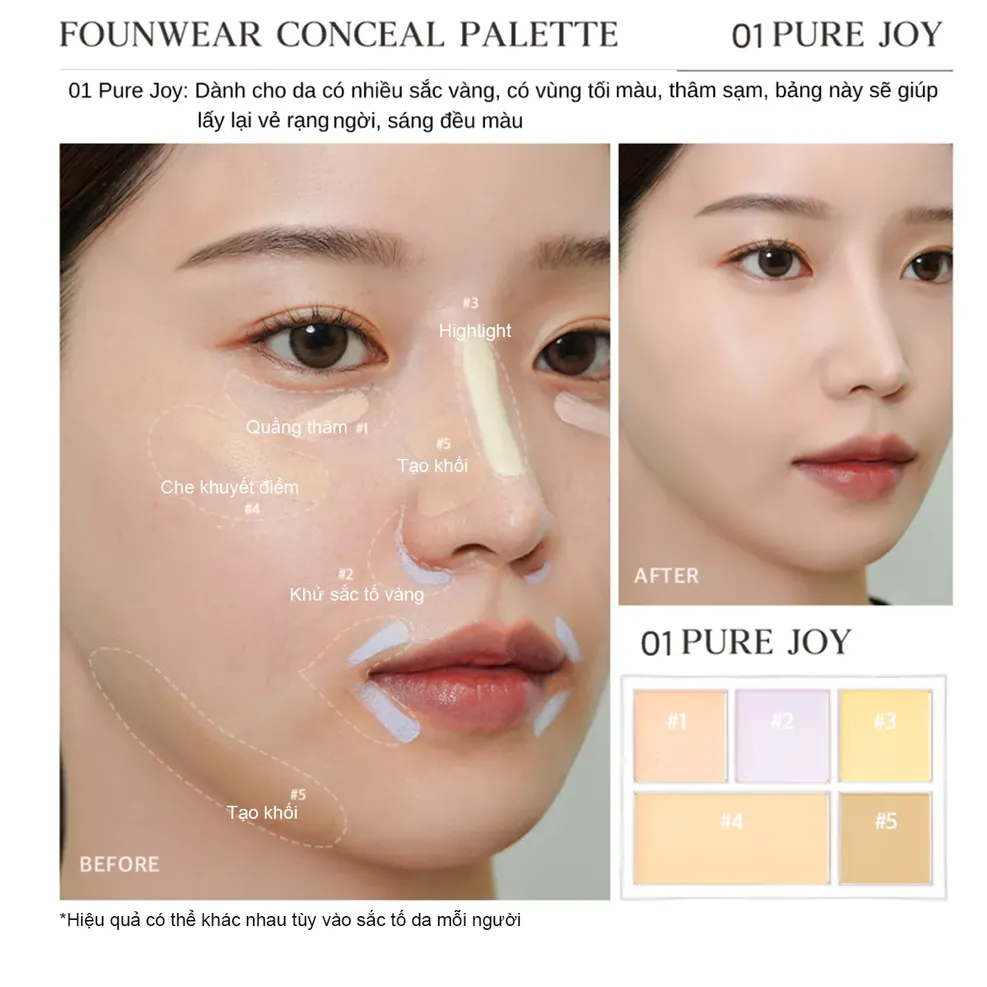 FOUNWEAR CONCEAL PALETTE
01 PURE JOY
01 Pure Joy: Dành cho da có nhiều sắc vàng, có vùng tối màu, thâm sạm, bảng này sẽ giúp
lấy lại vẻ rạng ngời, sáng đều màu
#3
Highlight
Quầng thâm #1
#5
Tạo khối
Che khuyết điểm
#4
#2
Khử sắc tố vàng
#5
Tạo khối
BEFORE
AFTER
01 PURE JOY
#1 #2 #3
#4 #5
*Hiệu quả có thể khác nhau tùy vào sắc tố da mỗi người